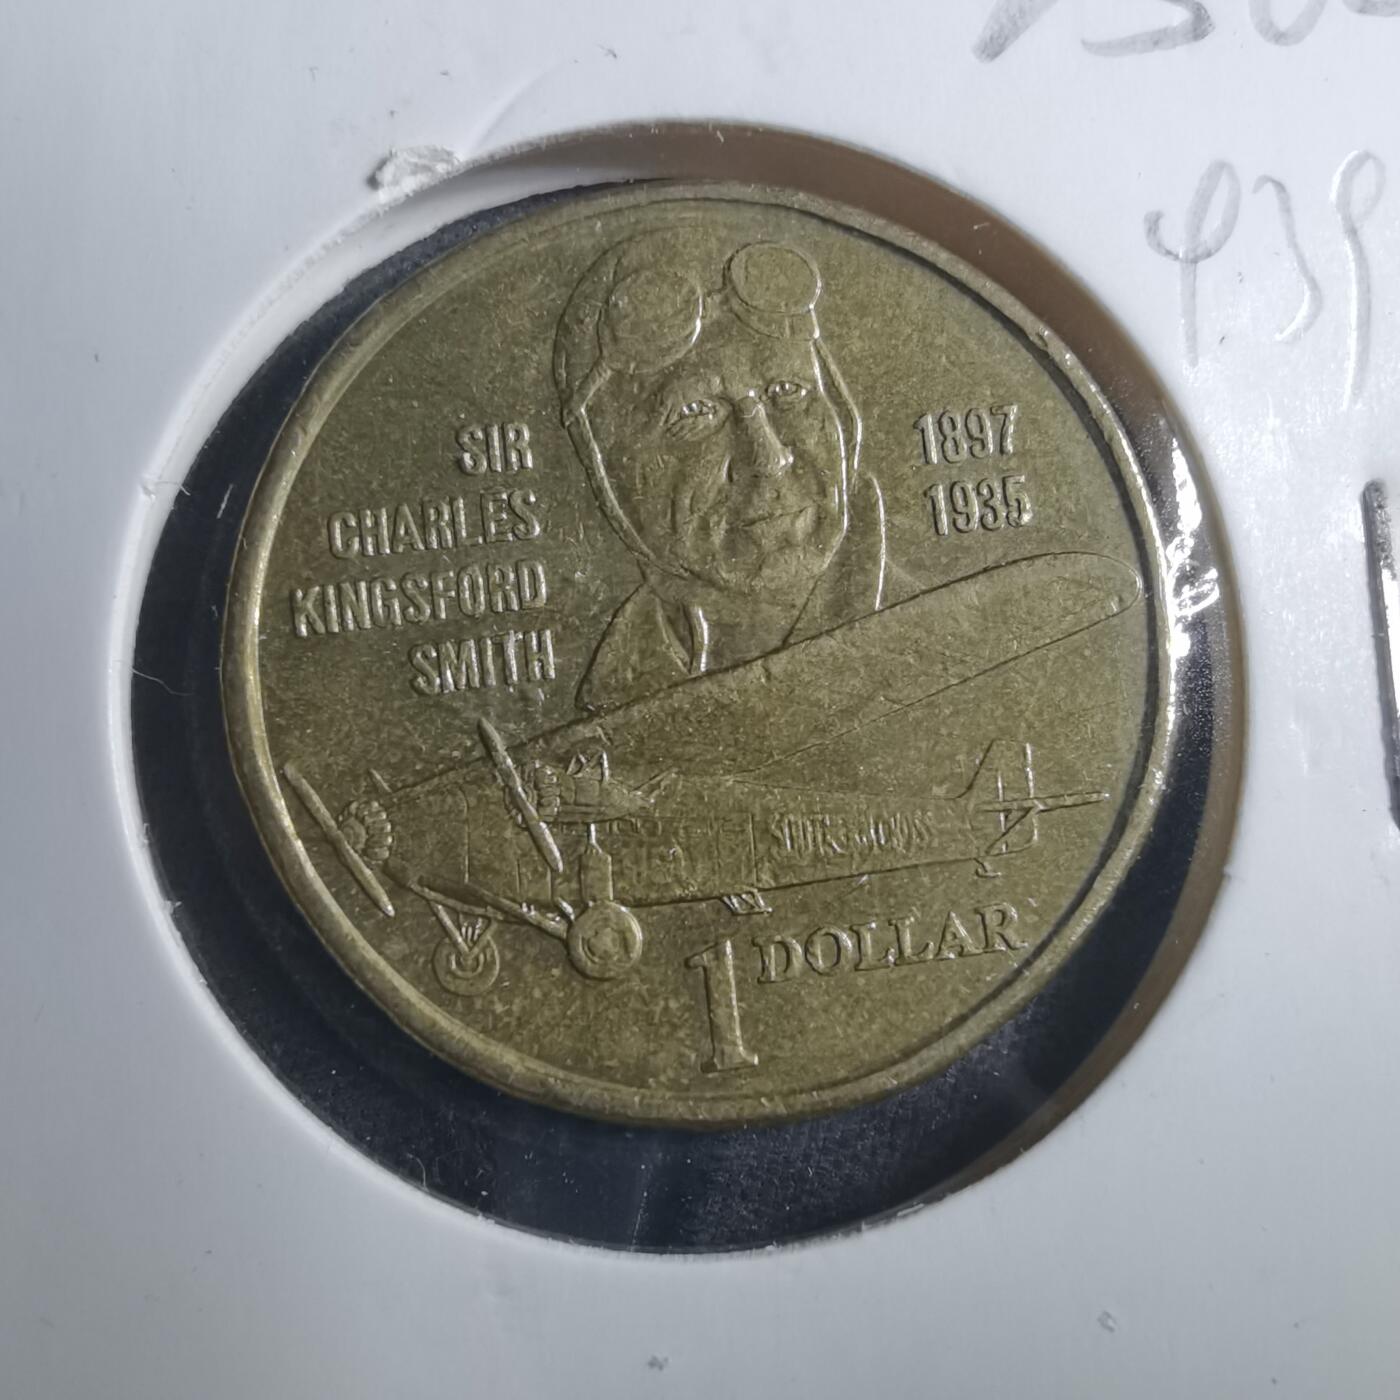 SIR
CHARLES
KINGSFORD
SMITH
1897
1935
SOUTHERN CROSS
1 DOLLAR